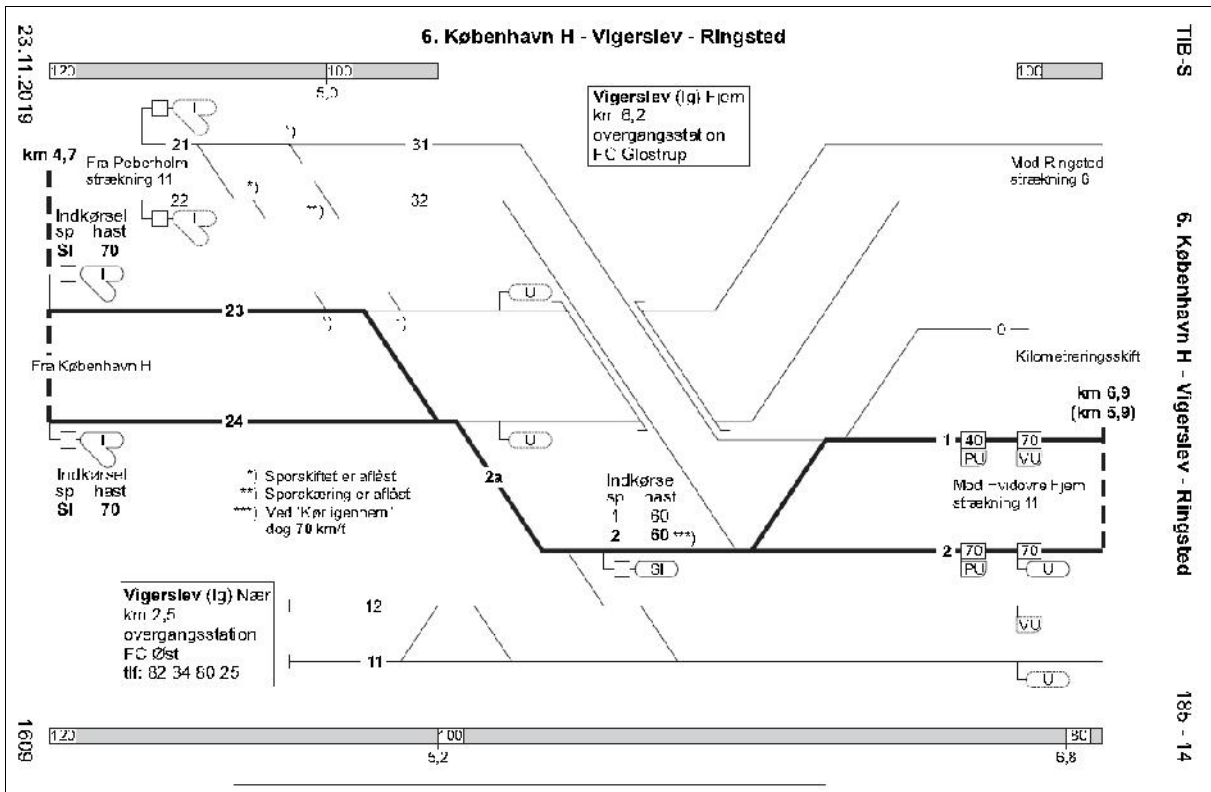 6. København H - Vigerslev - Ringsted
23.11.2019
TIB-S
120
100
100
5,0
Vigerslev (lg) Fjern
km 6,2
overgangsstation
FC Glostrup
I
21
*)
31
km 4,7
Fra Peberholm
strækning 11
Mod Ringsted
strækning 6
22
I
*)
**)
32
Indkørsel
sp hast
SI 70
I
U
23
*)
*)
0
Fra København H
Kilometreringsskift
km 6,9
(km 5,9)
24
I
U
1
40
70
PU
VU
Indkørsel
sp hast
SI 70
*) Sporskiftet er aflåst
**) Sporskæring er aflåst
***) Ved 'Kør igennem'
dog 70 km/t
2a
Indkørsel
sp hast
1 60
2 60 ***)
Mod Hvidovre Fjern
strækning 11
2
70
70
SI
PU
U
Vigerslev (lg) Nær
km 2,5
overgangsstation
FC Øst
tlf: 82 34 80 25
12
VU
11
U
120
100
80
5,2
6,8
6. København H - Vigerslev - Ringsted
1609
185 - 14